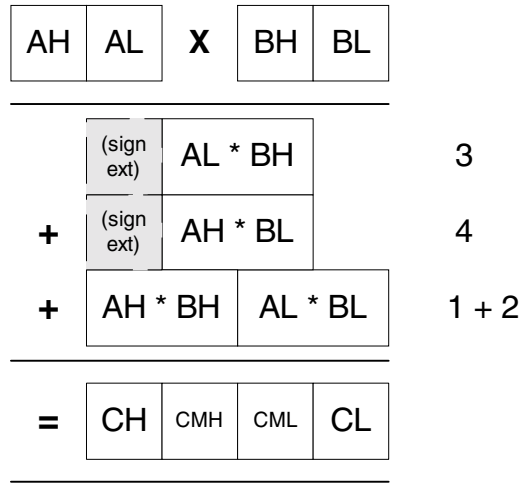 AH AL X BH BL
(sign ext) AL * BH 3
+ (sign ext) AH * BL 4
+ AH * BH AL * BL 1 + 2
= CH CMH CML CL